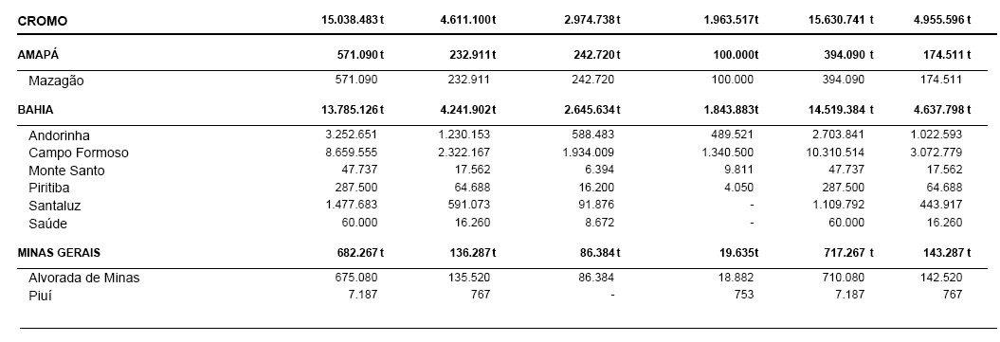 CROMO 15.038.483 t 4.611.100 t 2.974.738 t 1.963.517t 15.630.741 t 4.955.596 t
AMAPÁ 571.090 t 232.911 t 242.720 t 100.000t 394.090 t 174.511 t
Mazagão 571.090 232.911 242.720 100.000 394.090 174.511
BAHIA 13.785.126 t 4.241.902 t 2.645.634 t 1.843.883t 14.519.384 t 4.637.798 t
Andorinha 3.252.651 1.230.153 588.483 489.521 2.703.841 1.022.593
Campo Formoso 8.659.555 2.322.167 1.934.009 1.340.500 10.310.514 3.072.779
Monte Santo 47.737 17.562 6.394 9.811 47.737 17.562
Piritiba 287.500 64.688 16.200 4.050 287.500 64.688
Santaluz 1.477.683 591.073 91.876 - 1.109.792 443.917
Saúde 60.000 16.260 8.672 - 60.000 16.260
MINAS GERAIS 682.267 t 136.287 t 86.384 t 19.635t 717.267 t 143.287 t
Alvorada de Minas 675.080 135.520 86.384 18.882 710.080 142.520
Piuí 7.187 767 - 753 7.187 767